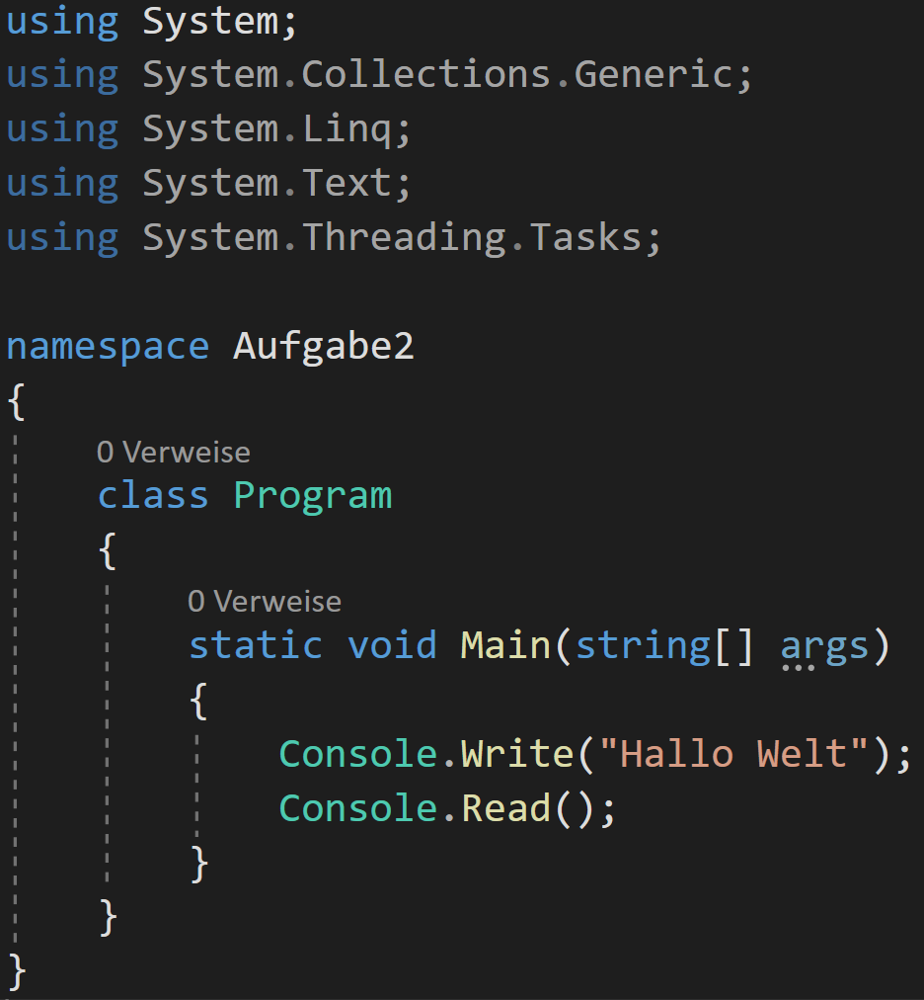 using System;
using System.Collections.Generic;
using System.Linq;
using System.Text;
using System.Threading.Tasks;
namespace Aufgabe2
{
0 Verweise
class Program
{
0 Verweise
static void Main(string[] args)
{
Console.Write("Hallo Welt");
Console.Read();
}
}
}